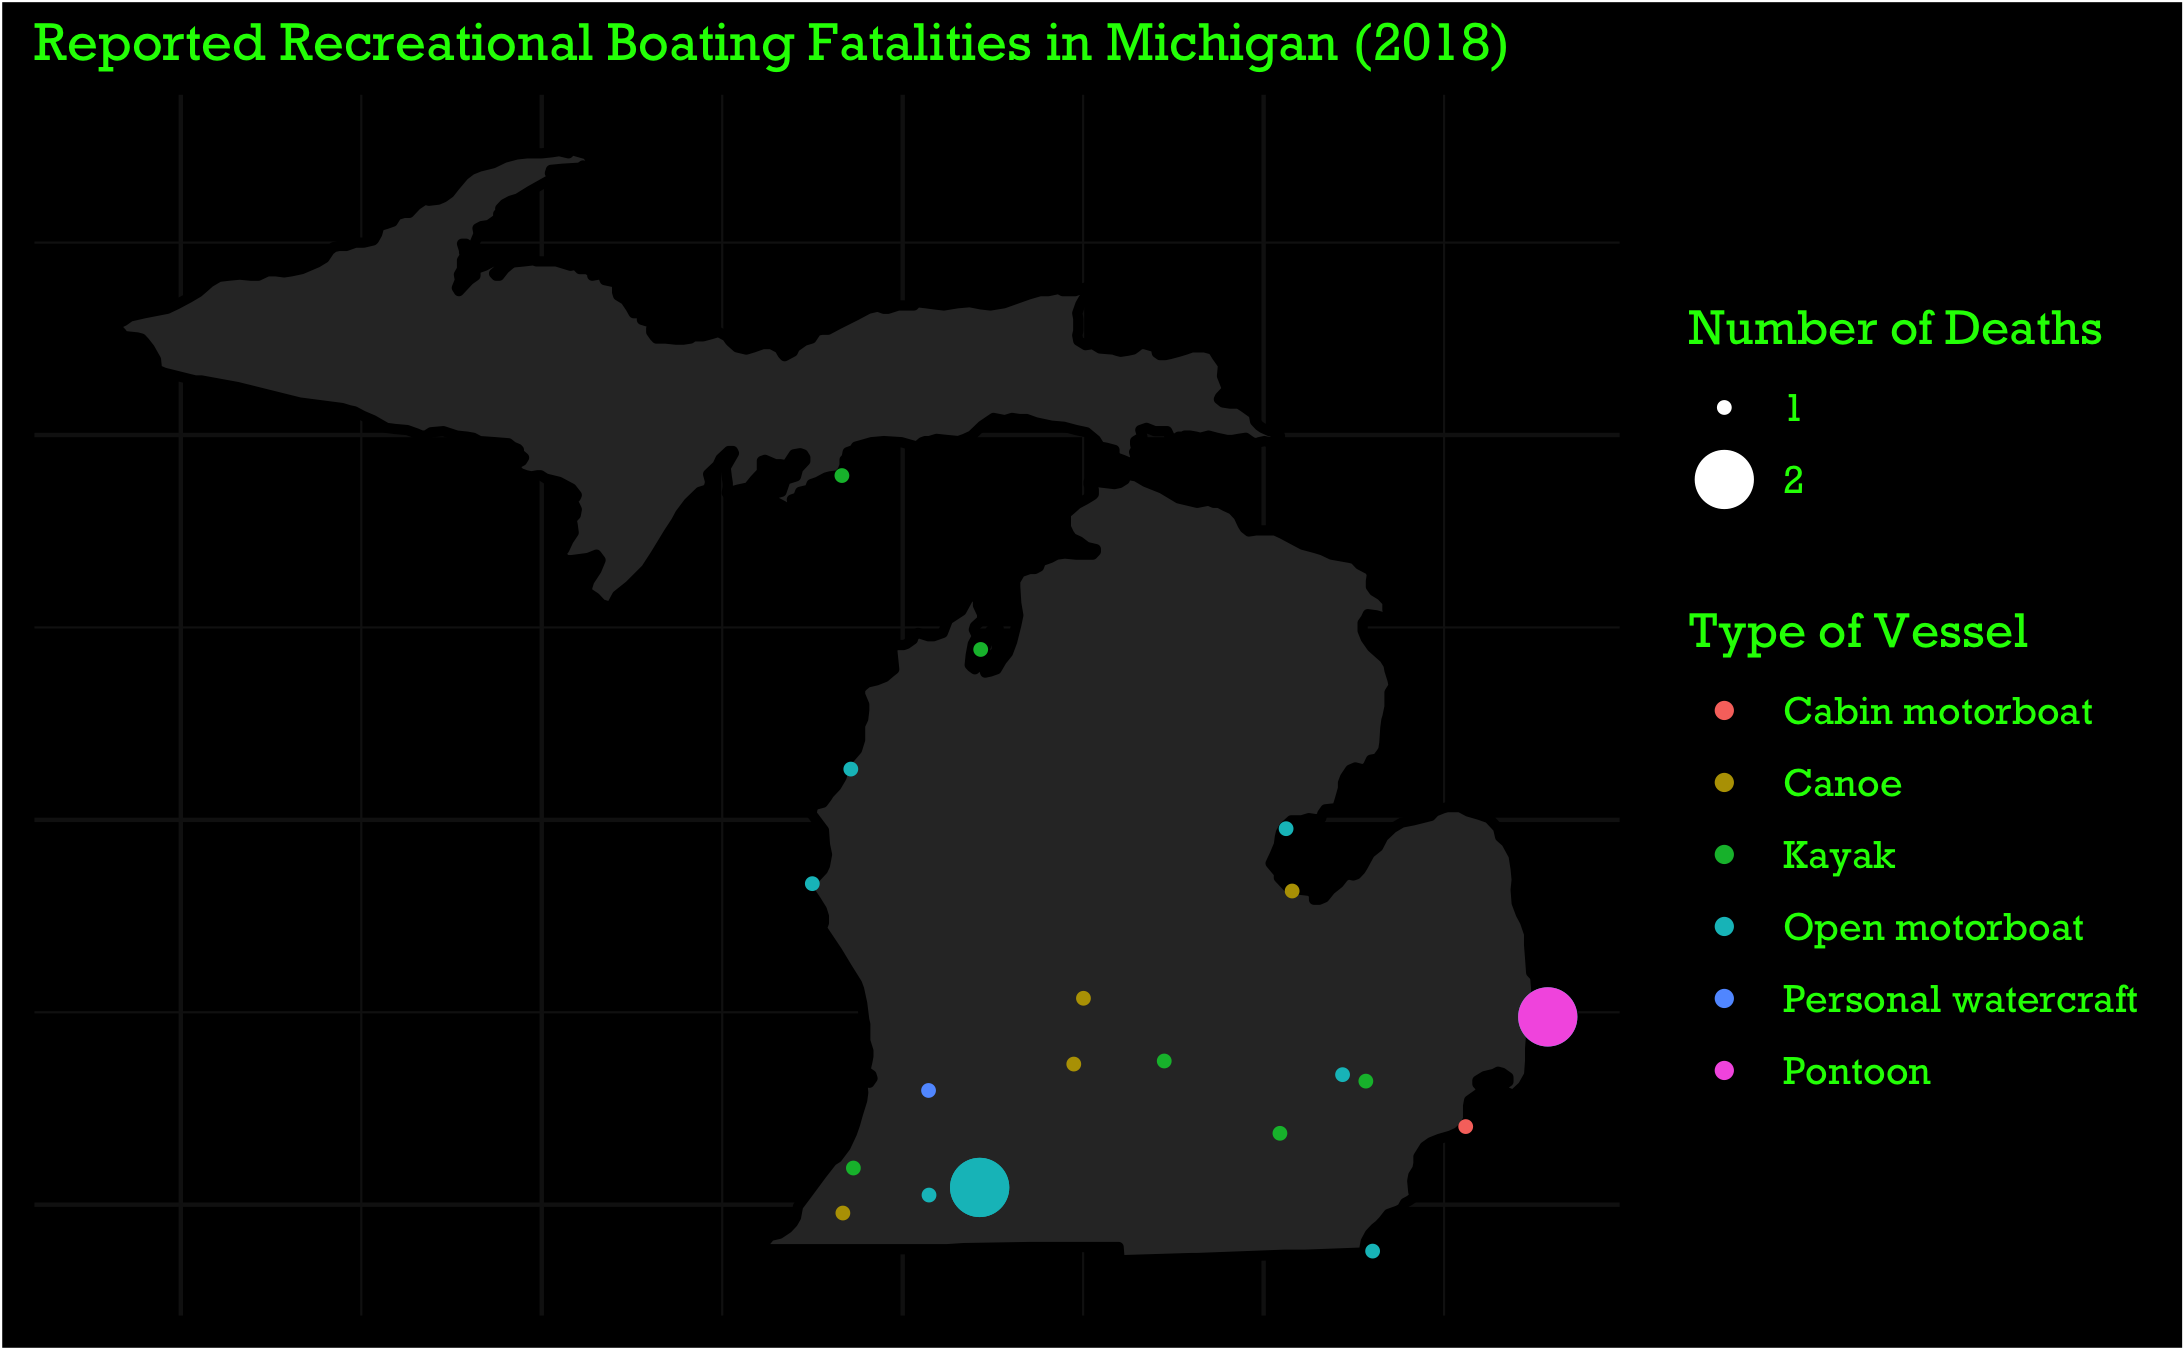 Reported Recreational Boating Fatalities in Michigan (2018)
Number of Deaths
1
2
Type of Vessel
Cabin motorboat
Canoe
Kayak
Open motorboat
Personal watercraft
Pontoon